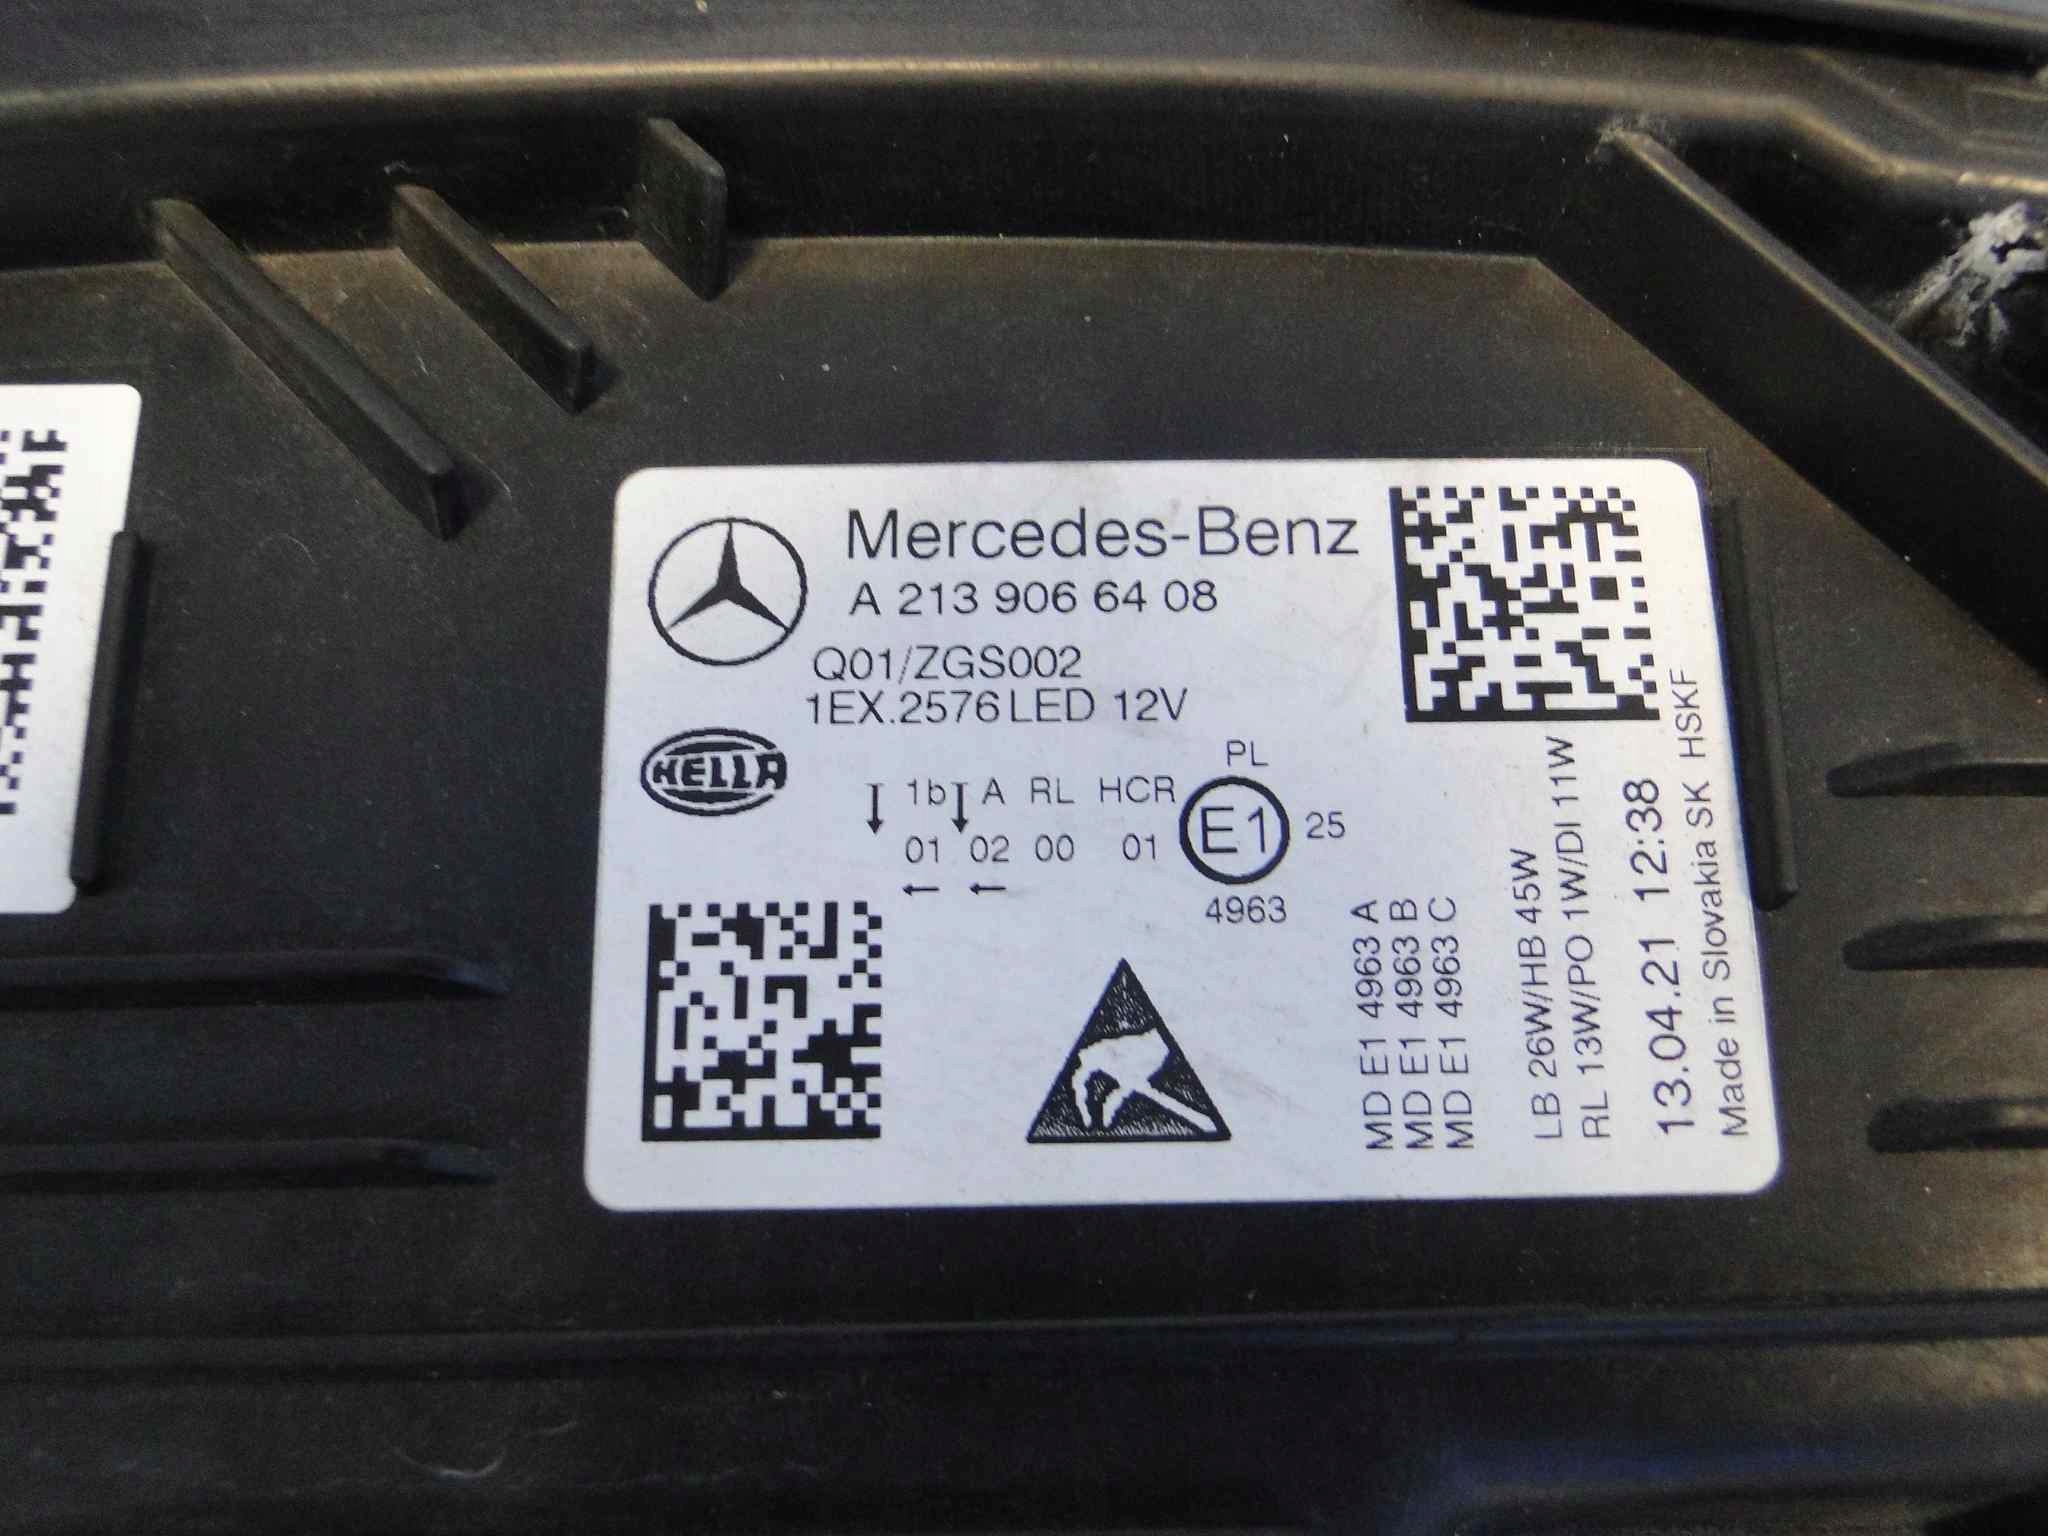 Mercedes-Benz
A 213 906 64 08
Q01/ZGS002
1EX.2576 LED 12V
HELLA
PL
1b A RL HCR
E1 25
01 02 00 01
4963
MD E1 4963 A
MD E1 4963 B
MD E1 4963 C
LB 26W/HB 45W
RL 13W/PO 1W/DI 11W
13.04.21 12:38
Made in Slovakia SK HSKF